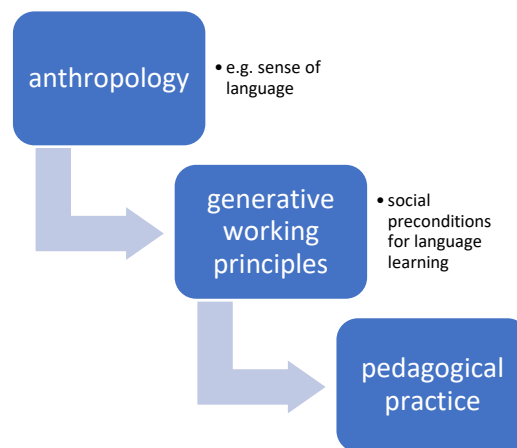 anthropology
• e.g. sense of
language
generative
working
principles
• social
preconditions
for language
learning
pedagogical
practice